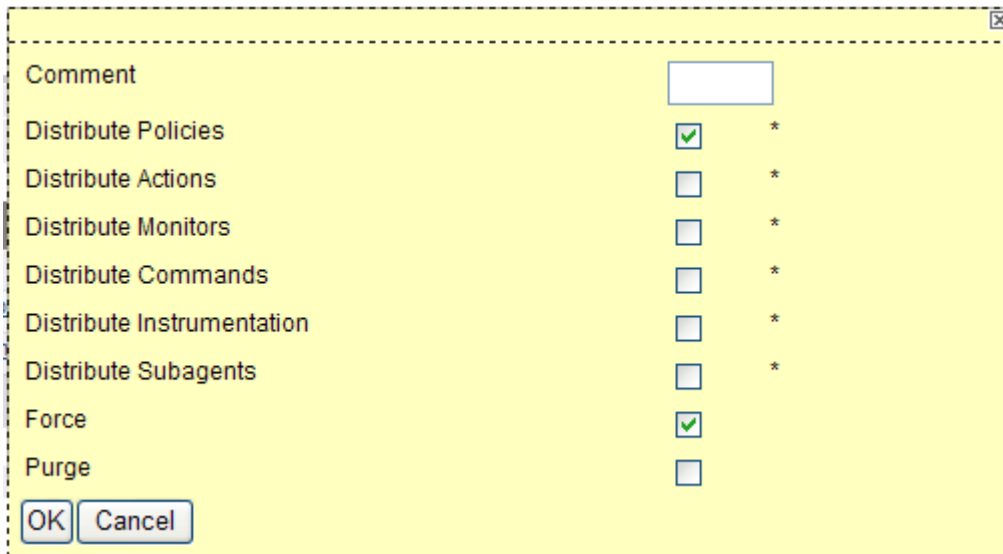 Comment
Distribute Policies *
Distribute Actions *
Distribute Monitors *
Distribute Commands *
Distribute Instrumentation *
Distribute Subagents *
Force
Purge
OK Cancel